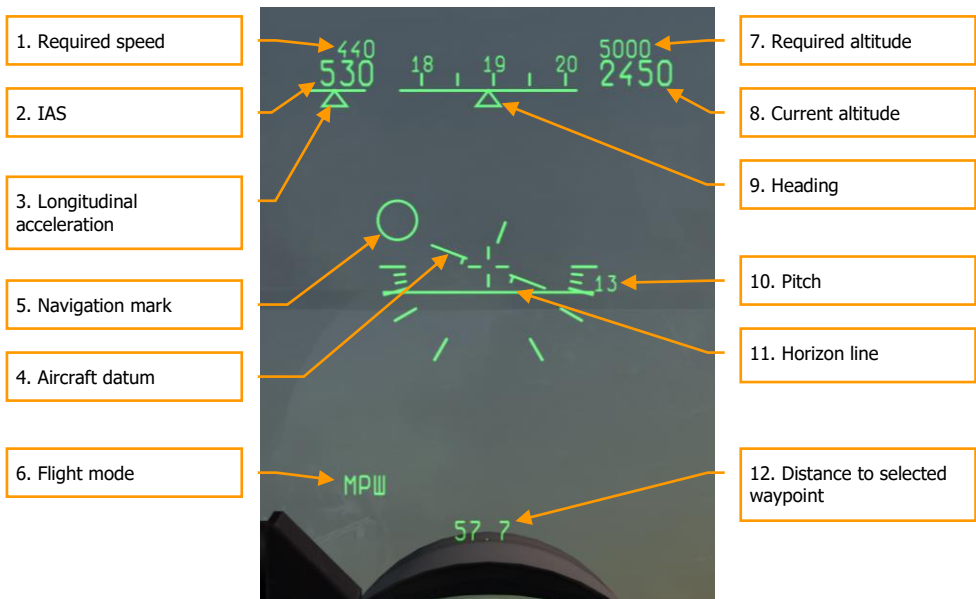 1. Required speed
2. IAS
3. Longitudinal
acceleration
5. Navigation mark
4. Aircraft datum
6. Flight mode
440
530
18 19 20
5000
2450
13
MPW
57.7
7. Required altitude
8. Current altitude
9. Heading
10. Pitch
11. Horizon line
12. Distance to selected
waypoint